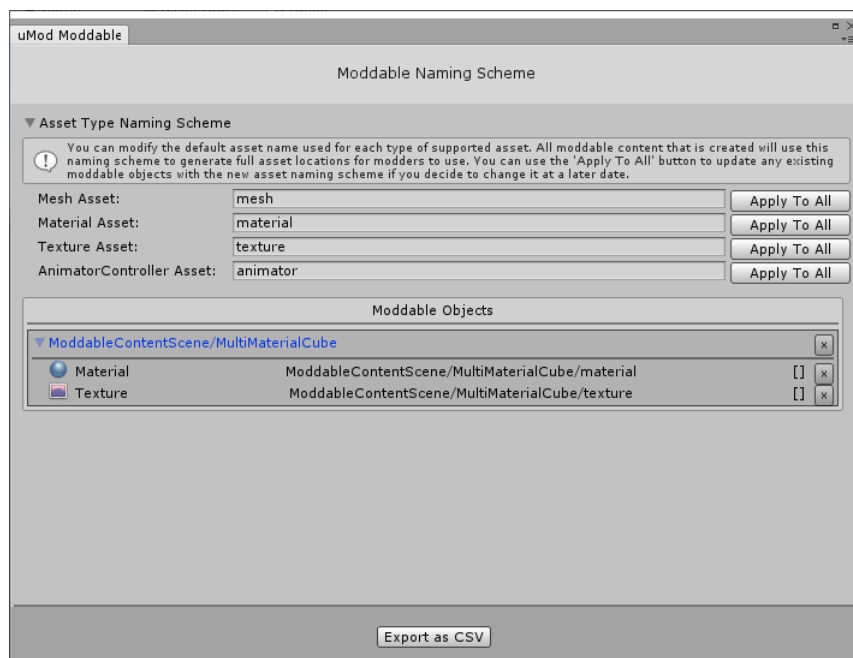 uMod Moddable
Moddable Naming Scheme
Asset Type Naming Scheme
You can modify the default asset name used for each type of supported asset. All moddable content that is created will use this
naming scheme to generate full asset locations for modders to use. You can use the 'Apply To All' button to update any existing
moddable objects with the new asset naming scheme if you decide to change it at a later date.
Mesh Asset: mesh Apply To All
Material Asset: material Apply To All
Texture Asset: texture Apply To All
AnimatorController Asset: animator Apply To All
Moddable Objects
ModdableContentScene/MultiMaterialCube x
Material ModdableContentScene/MultiMaterialCube/material [] x
Texture ModdableContentScene/MultiMaterialCube/texture [] x
Export as CSV